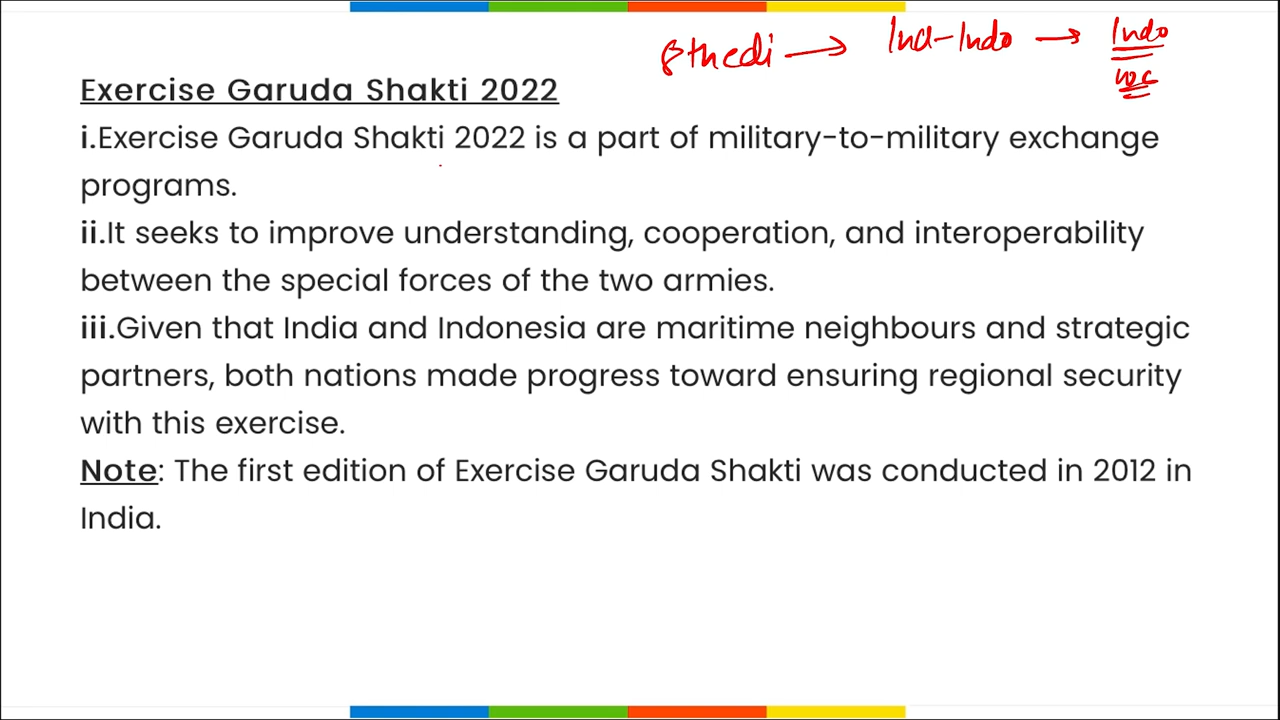 8th edi → Ind-Indo → Indo
Exercise Garuda Shakti 2022
i.Exercise Garuda Shakti 2022 is a part of military-to-military exchange
programs.
ii.It seeks to improve understanding, cooperation, and interoperability
between the special forces of the two armies.
iii.Given that India and Indonesia are maritime neighbours and strategic
partners, both nations made progress toward ensuring regional security
with this exercise.
Note: The first edition of Exercise Garuda Shakti was conducted in 2012 in
India.